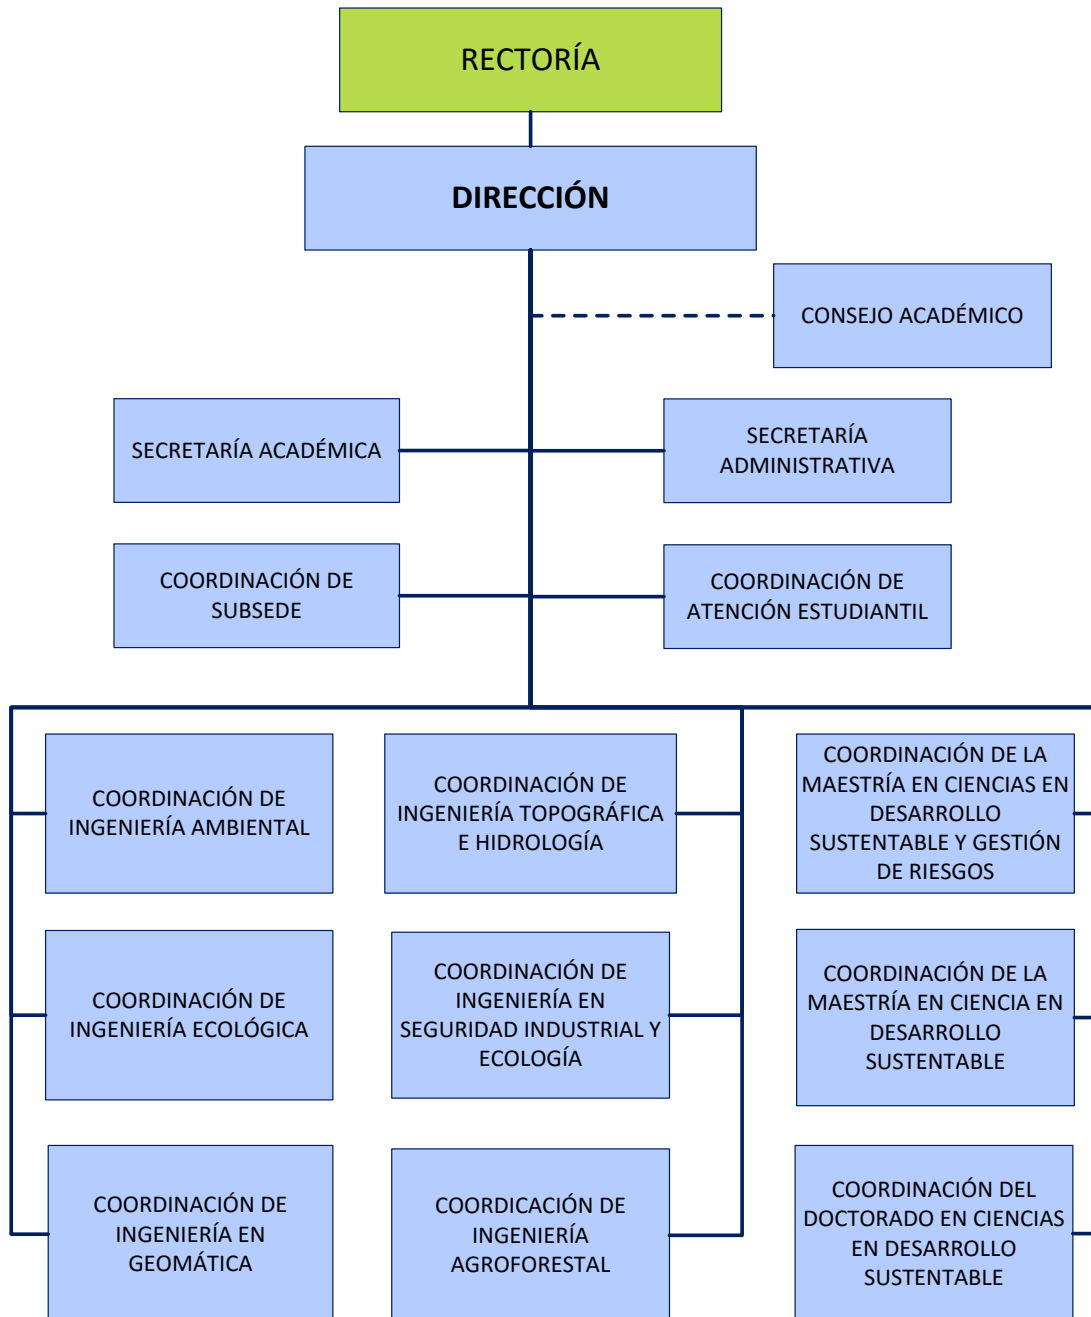 RECTORÍA
DIRECCIÓN
CONSEJO ACADÉMICO
SECRETARÍA ACADÉMICA
SECRETARÍA
ADMINISTRATIVA
COORDINACIÓN DE
SUBSEDE
COORDINACIÓN DE
ATENCIÓN ESTUDIANTIL
COORDINACIÓN DE
INGENIERÍA AMBIENTAL
COORDINACIÓN DE
INGENIERÍA TOPOGRÁFICA
E HIDROLOGÍA
COORDINACIÓN DE LA
MAESTRÍA EN CIENCIAS EN
DESARROLLO
SUSTENTABLE Y GESTIÓN
DE RIESGOS
COORDINACIÓN DE
INGENIERÍA ECOLÓGICA
COORDINACIÓN DE
INGENIERÍA EN
SEGURIDAD INDUSTRIAL Y
ECOLOGÍA
COORDINACIÓN DE LA
MAESTRÍA EN CIENCIA EN
DESARROLLO
SUSTENTABLE
COORDINACIÓN DE
INGENIERÍA EN
GEOMÁTICA
COORDICACIÓN DE
INGENIERÍA
AGROFORESTAL
COORDINACIÓN DEL
DOCTORADO EN CIENCIAS
EN DESARROLLO
SUSTENTABLE